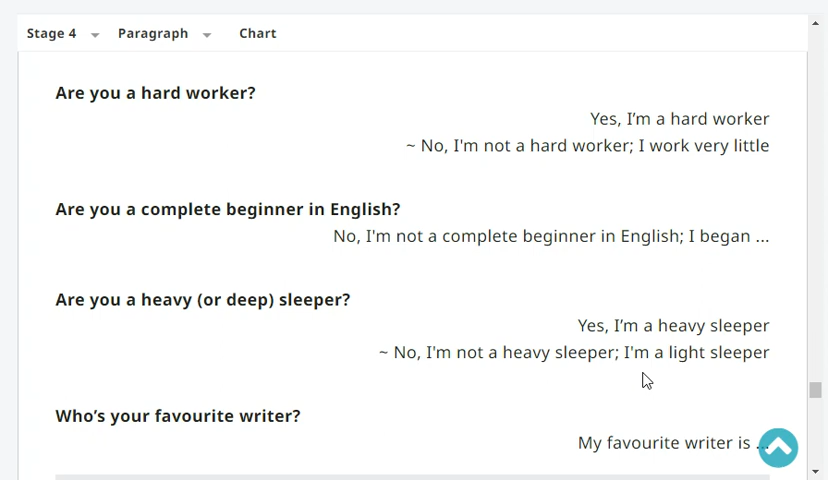 Stage 4 Paragraph Chart
Are you a hard worker?
Yes, I’m a hard worker
~ No, I'm not a hard worker; I work very little
Are you a complete beginner in English?
No, I'm not a complete beginner in English; I began ...
Are you a heavy (or deep) sleeper?
Yes, I’m a heavy sleeper
~ No, I'm not a heavy sleeper; I'm a light sleeper
Who’s your favourite writer?
My favourite writer is ...